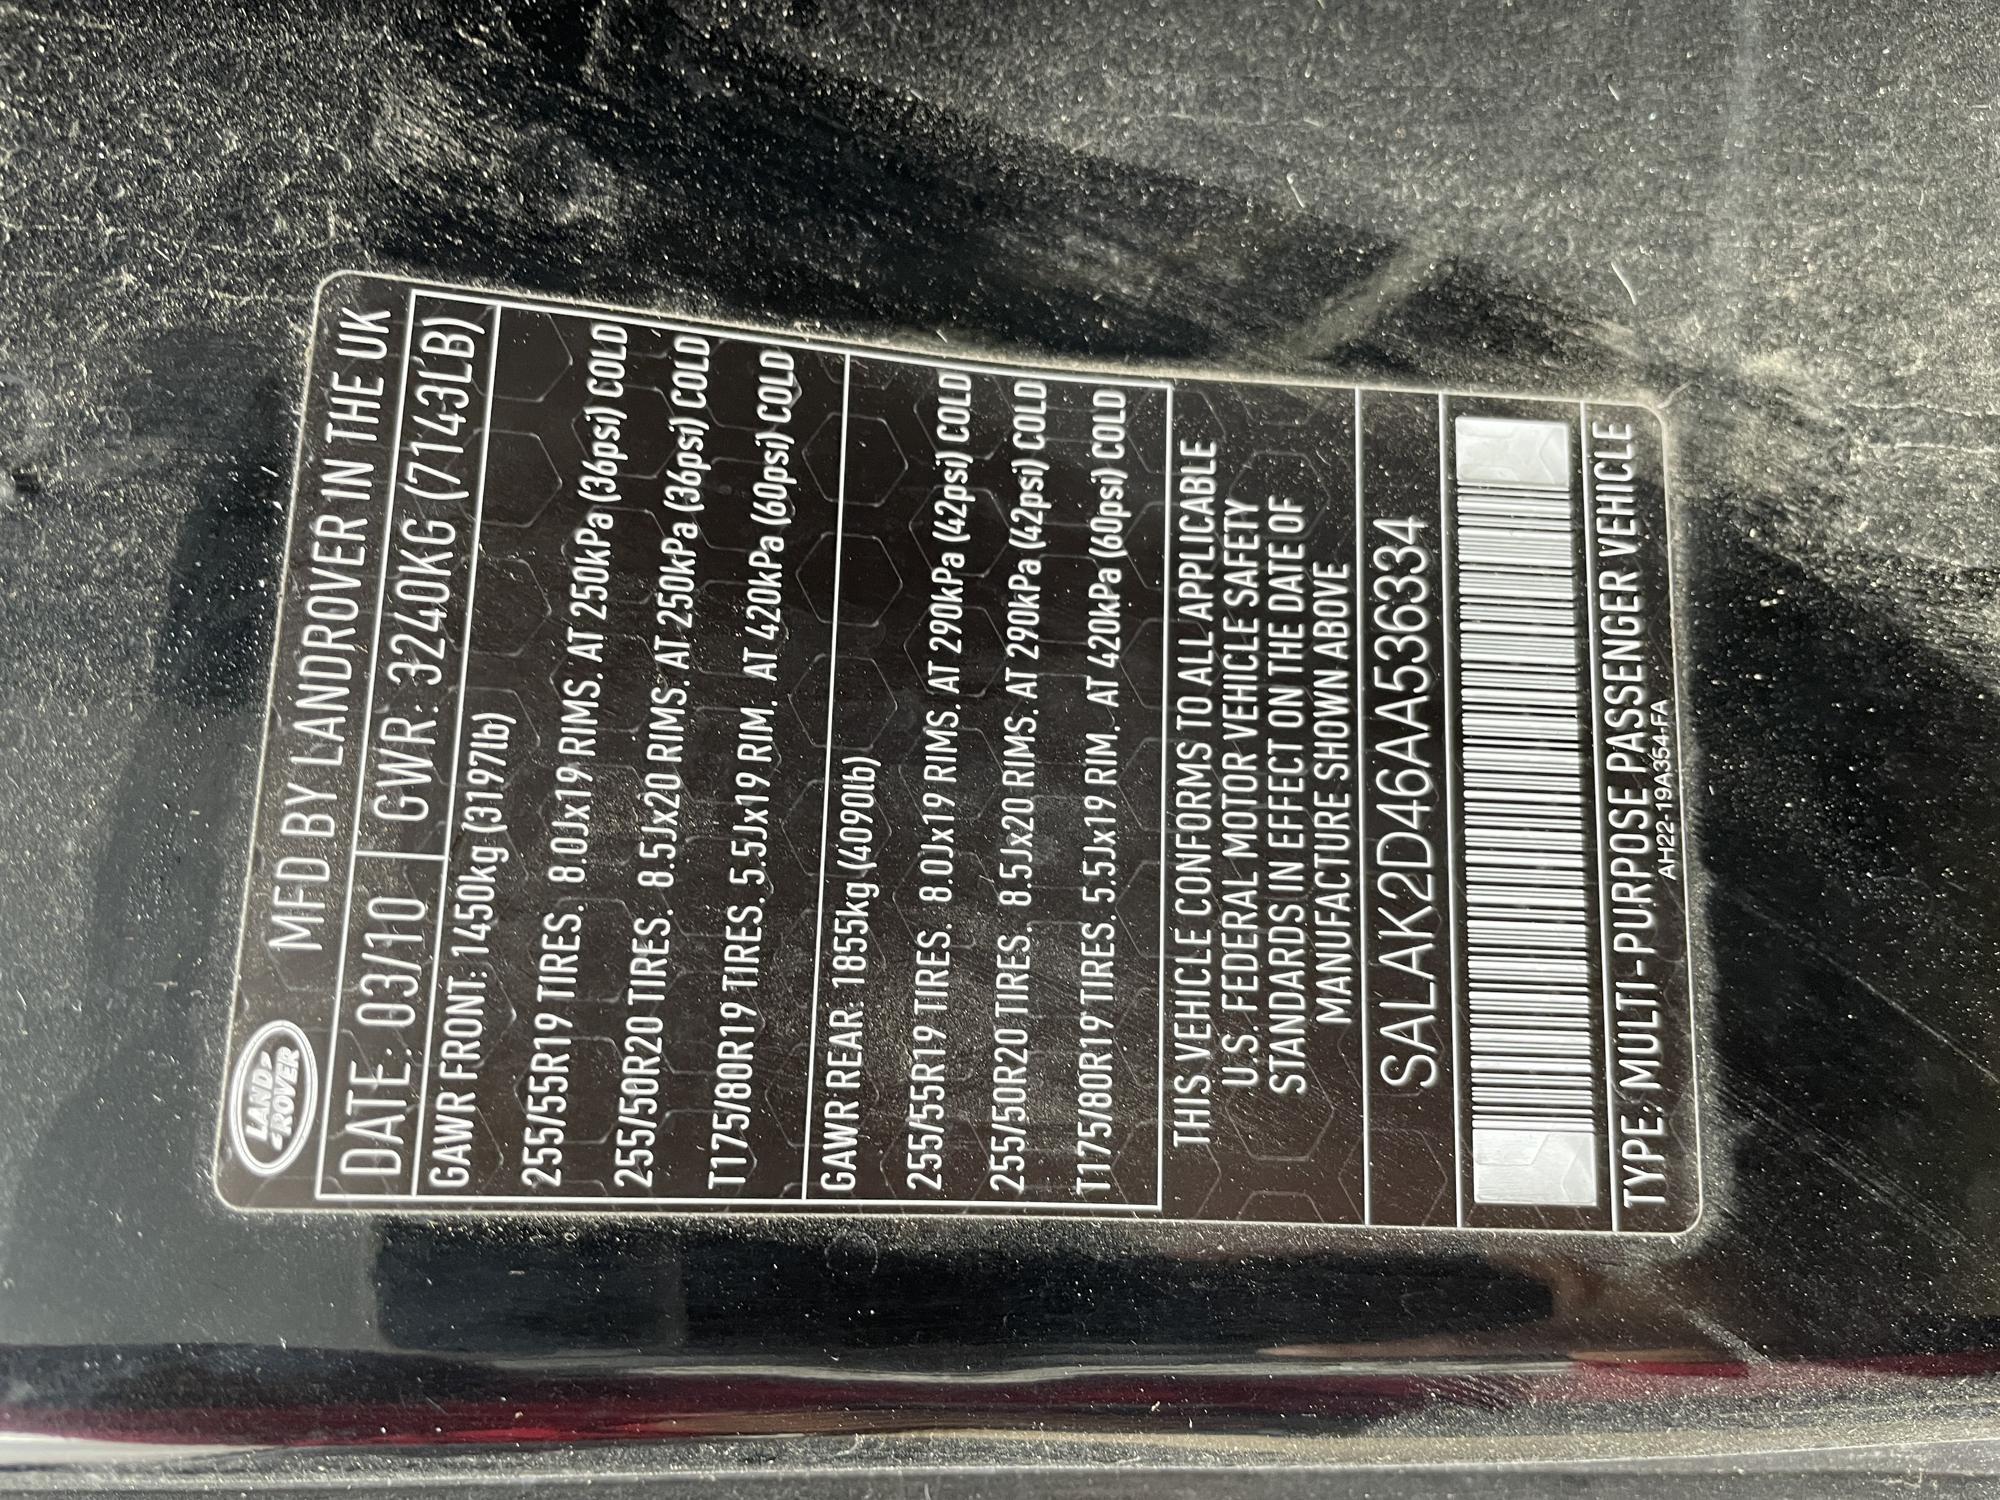 LAND
ROVER
MFD BY LANDROVER IN THE UK
DATE: 03/10 GWR: 3240KG (7143LB)
GAWR FRONT: 1450kg (3197lb)
255/55R19 TIRES. 8.0Jx19 RIMS. AT 250kPa (36psi) COLD
255/50R20 TIRES. 8.5Jx20 RIMS. AT 250kPa (36psi) COLD
T175/80R19 TIRES. 5.5Jx19 RIM. AT 420kPa (60psi) COLD
GAWR REAR: 1855kg (4090lb)
255/55R19 TIRES. 8.0Jx19 RIMS. AT 290kPa (42psi) COLD
255/50R20 TIRES. 8.5Jx20 RIMS. AT 290kPa (42psi) COLD
T175/80R19 TIRES. 5.5Jx19 RIM. AT 420kPa (60psi) COLD
THIS VEHICLE CONFORMS TO ALL APPLICABLE
U.S. FEDERAL MOTOR VEHICLE SAFETY
STANDARDS IN EFFECT ON THE DATE OF
MANUFACTURE SHOWN ABOVE
SALAK2D46AA536334
TYPE: MULTI-PURPOSE PASSENGER VEHICLE
AH22-19A354-FA